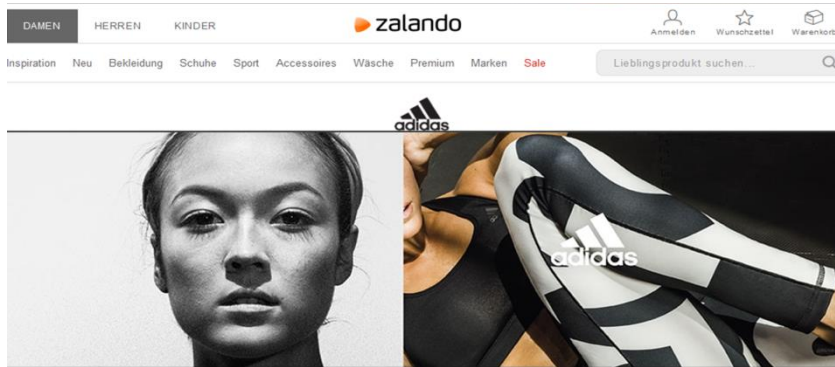 DAMEN HERREN KINDER zalando Anmelden Wunschzettel Warenkorb
Inspiration Neu Bekleidung Schuhe Sport Accessoires Wäsche Premium Marken Sale Lieblingsprodukt suchen...
adidas
adidas